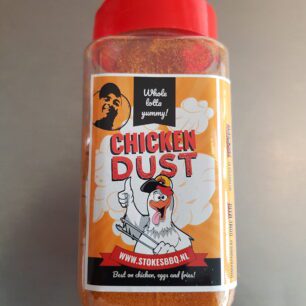 Whole
lotta
yummy!
CHICKEN
DUST
WWW.STOKESBBQ.NL
Best on chicken, eggs and fries!